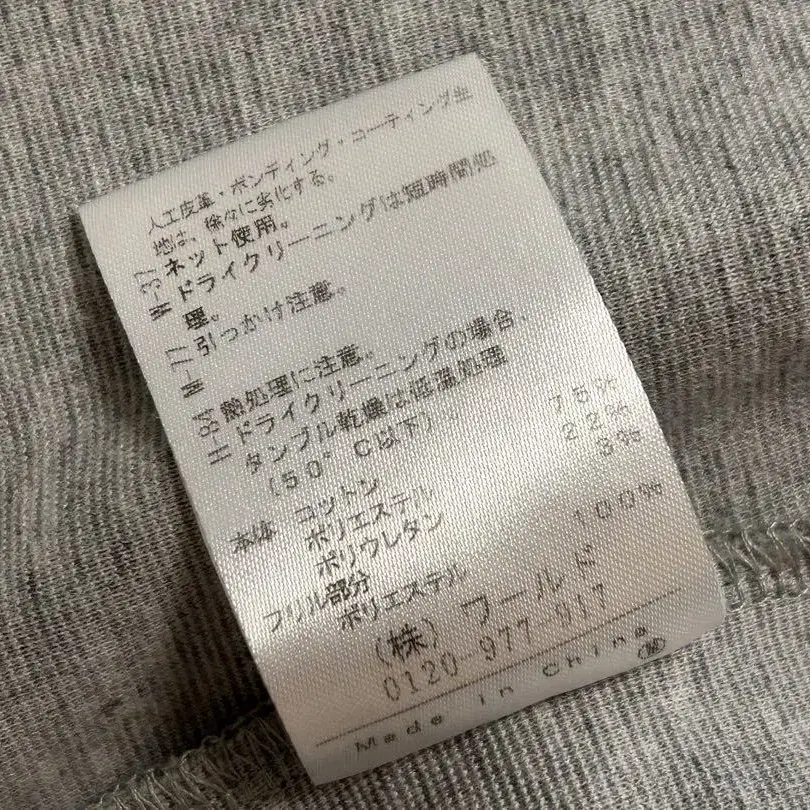 人工皮革・ボンディング・コーティング生
地は、徐々に劣化する。
W-37 ネット使用。
ドライクリーニングは短時間処
理。
W-77 引っかけ注意。
H-84 熱処理に注意。
ドライクリーニングの場合、
タンブル乾燥は低温処理
(50°C以下)
本体 コットン 75%
ポリエステル 22%
ポリウレタン 3%
フリル部分
ポリエステル 100%
(株) ワールド
0120-977-917
Made in China